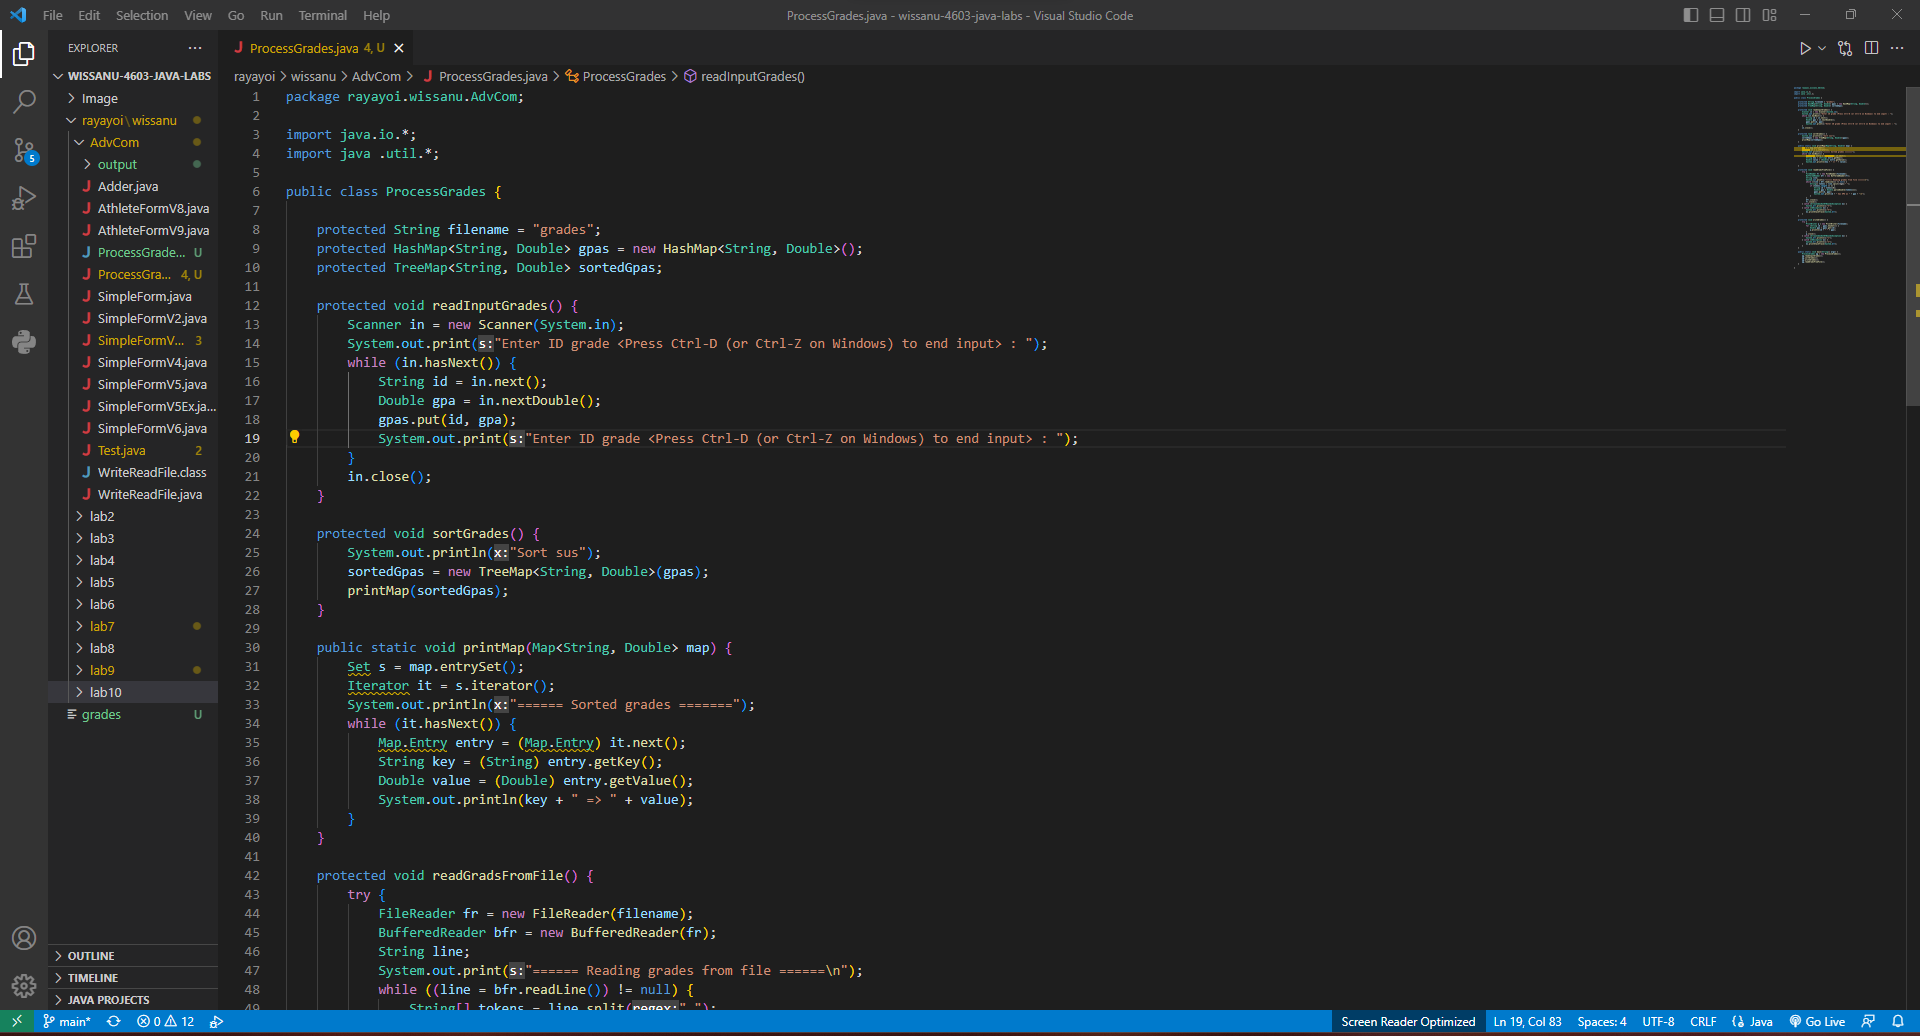 File Edit Selection View Go Run Terminal Help
ProcessGrades.java - wissanu-4603-java-labs - Visual Studio Code
EXPLORER
WISSANU-4603-JAVA-LABS
Image
rayayoi\wissanu
AdvCom
output
Adder.java
AthleteFormV8.java
AthleteFormV9.java
ProcessGrade... U
ProcessGra... 4, U
SimpleForm.java
SimpleFormV2.java
SimpleFormV... 3
SimpleFormV4.java
SimpleFormV5.java
SimpleFormV5Ex.ja...
SimpleFormV6.java
Test.java 2
WriteReadFile.class
WriteReadFile.java
lab2
lab3
lab4
lab5
lab6
lab7
lab8
lab9
lab10
grades U
OUTLINE
TIMELINE
JAVA PROJECTS
5
ProcessGrades.java 4, U
rayayoi > wissanu > AdvCom > ProcessGrades.java > ProcessGrades > readInputGrades()
1 package rayayoi.wissanu.AdvCom;
2
3 import java.io.*;
4 import java .util.*;
5
6 public class ProcessGrades {
7
8 protected String filename = "grades";
9 protected HashMap<String, Double> gpas = new HashMap<String, Double>();
10 protected TreeMap<String, Double> sortedGpas;
11
12 protected void readInputGrades() {
13 Scanner in = new Scanner(System.in);
14 System.out.print(s:"Enter ID grade <Press Ctrl-D (or Ctrl-Z on Windows) to end input> : ");
15 while (in.hasNext()) {
16 String id = in.next();
17 Double gpa = in.nextDouble();
18 gpas.put(id, gpa);
19 System.out.print(s:"Enter ID grade <Press Ctrl-D (or Ctrl-Z on Windows) to end input> : ");
20 }
21 in.close();
22 }
23
24 protected void sortGrades() {
25 System.out.println(x:"Sort sus");
26 sortedGpas = new TreeMap<String, Double>(gpas);
27 printMap(sortedGpas);
28 }
29
30 public static void printMap(Map<String, Double> map) {
31 Set s = map.entrySet();
32 Iterator it = s.iterator();
33 System.out.println(x:"====== Sorted grades =======");
34 while (it.hasNext()) {
35 Map.Entry entry = (Map.Entry) it.next();
36 String key = (String) entry.getKey();
37 Double value = (Double) entry.getValue();
38 System.out.println(key + " => " + value);
39 }
40 }
41
42 protected void readGradsFromFile() {
43 try {
44 FileReader fr = new FileReader(filename);
45 BufferedReader bfr = new BufferedReader(fr);
46 String line;
47 System.out.print(s:"====== Reading grades from file ======\n");
48 while ((line = bfr.readLine()) != null) {
49 String[] tokens = line.split(regex:" ");
main* 0 12
Screen Reader Optimized Ln 19, Col 83 Spaces: 4 UTF-8 CRLF {} Java Go Live